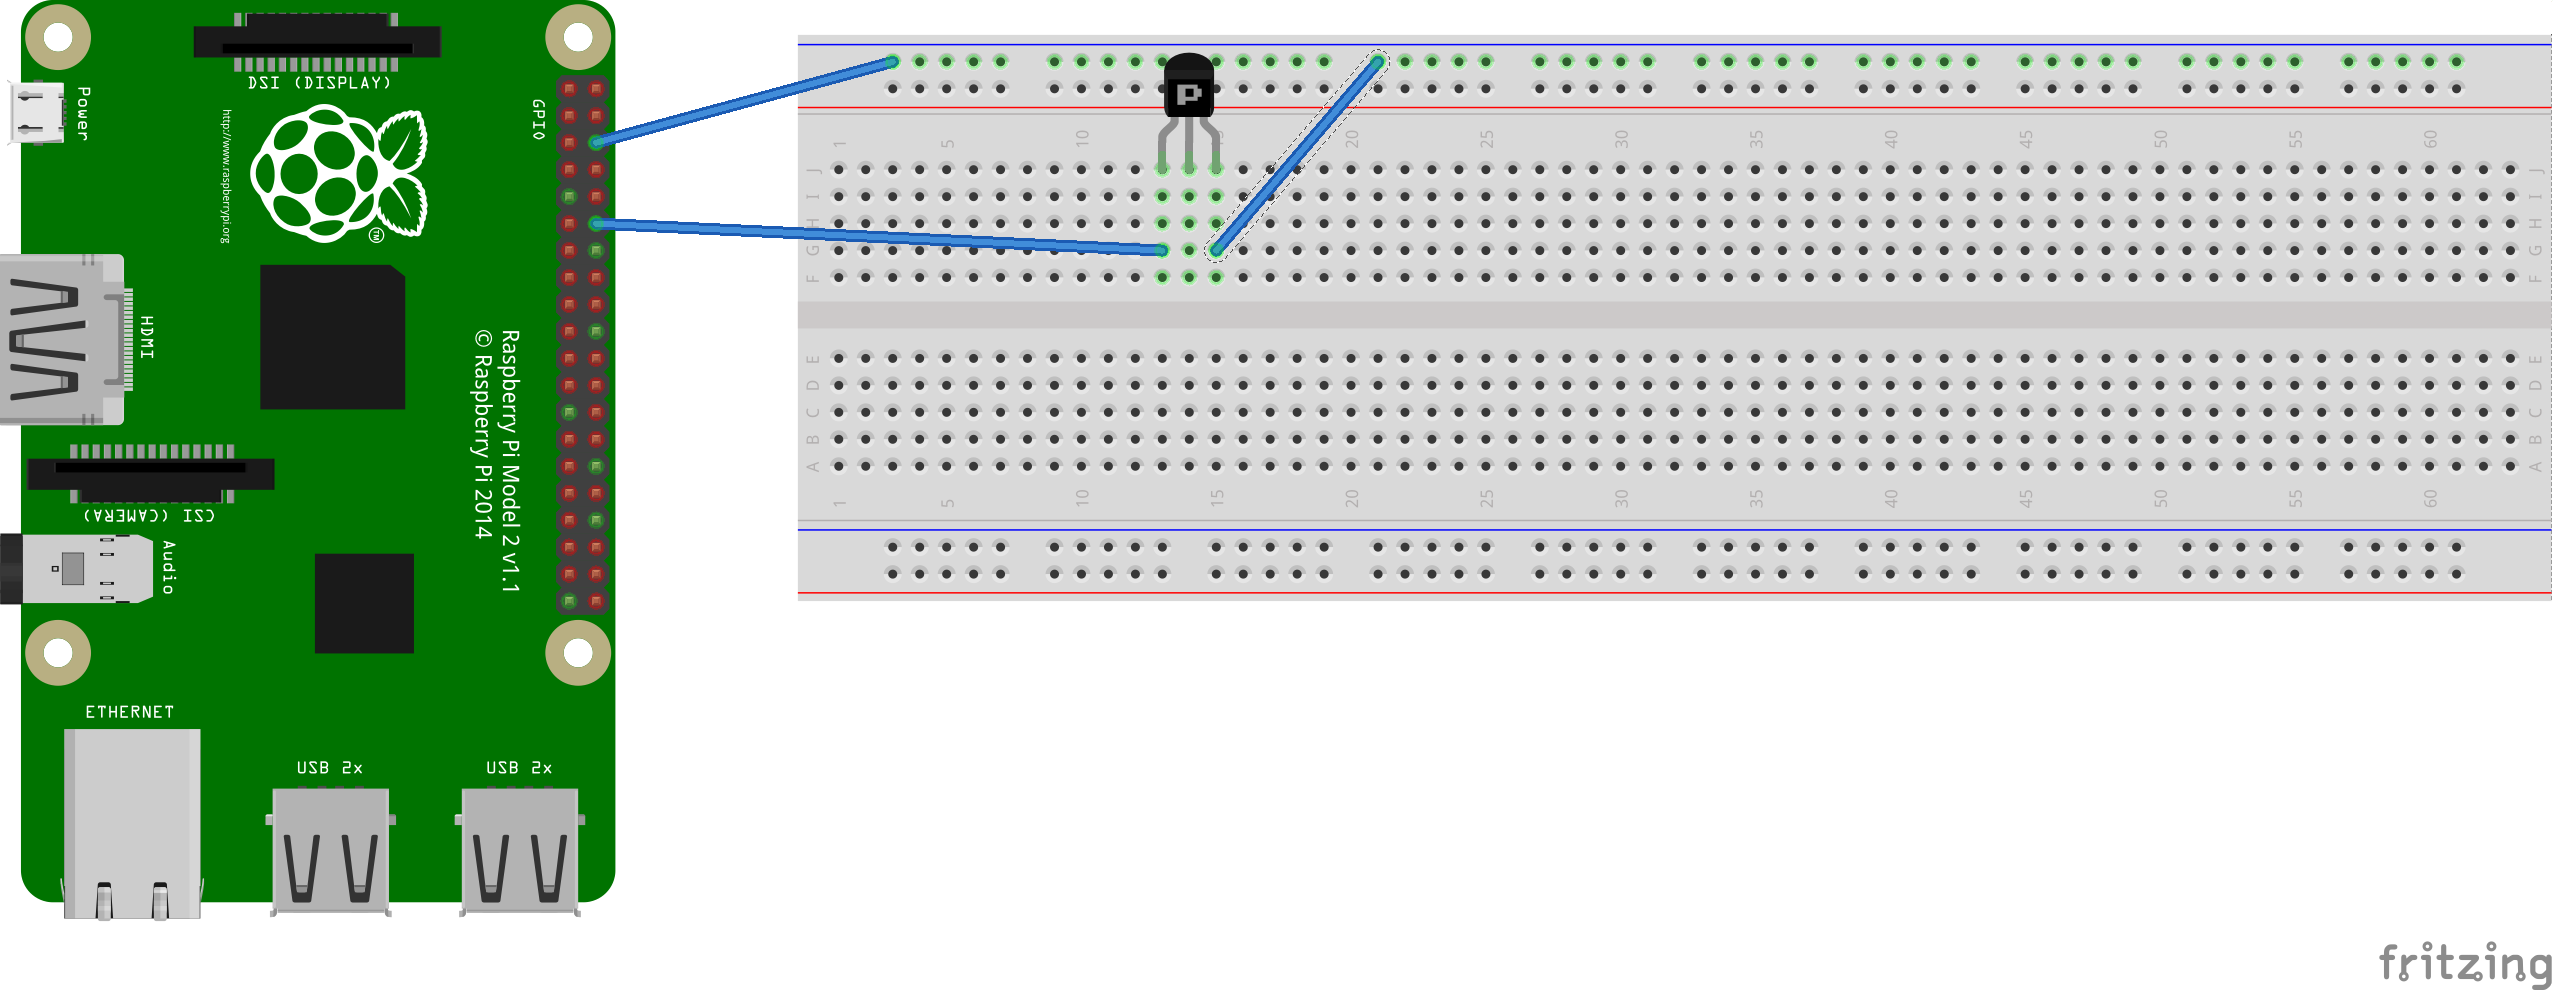 DSI (DISPLAY)
Power
http://www.raspberrypi.org
GPIO
TM
HDMI
Raspberry Pi Model 2 v1.1
© Raspberry Pi 2014
CSI (CAMERA)
Audio
ETHERNET
USB 2x
USB 2x
P
1 5 10 15 20 25 30 35 40 45 50 55 60
J J
I I
H H
G G
F F
E E
D D
C C
B B
A A
1 5 10 15 20 25 30 35 40 45 50 55 60
fritzing